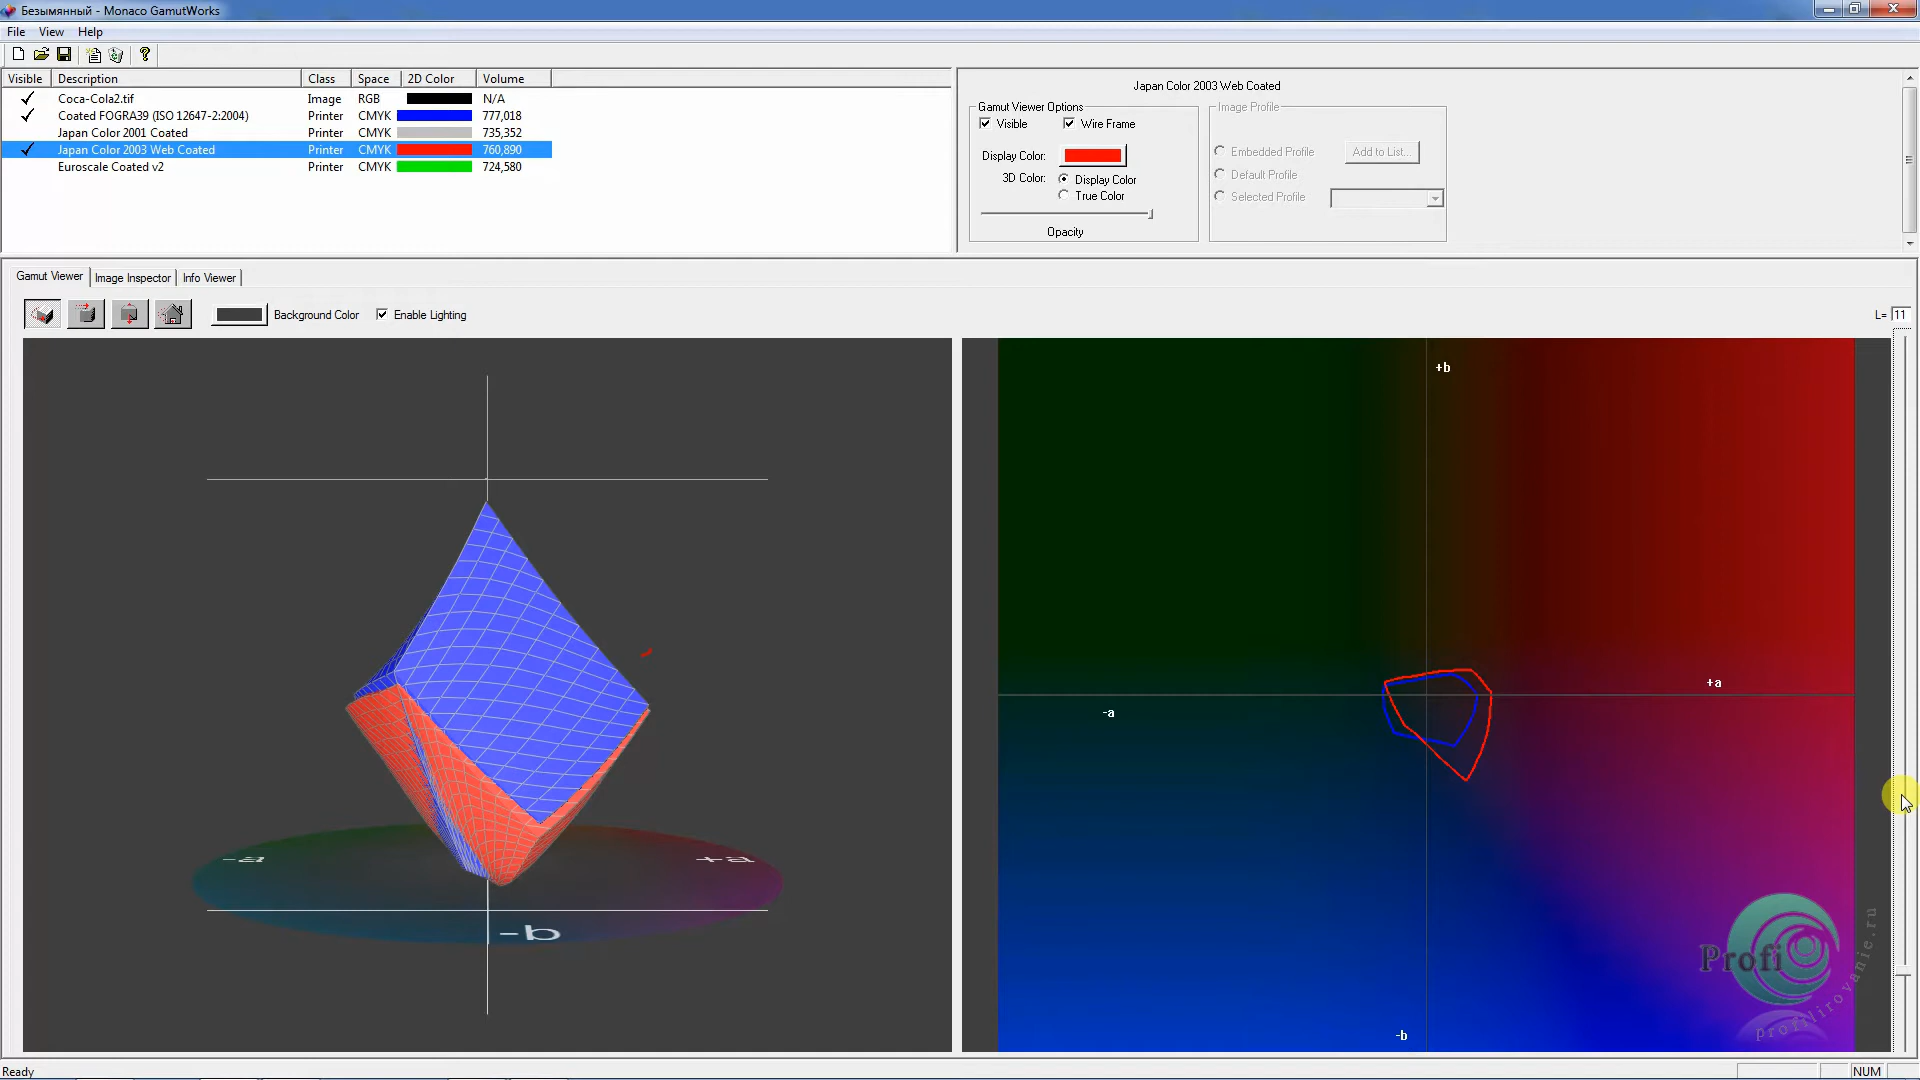 Безымянный - Monaco GamutWorks
File View Help
Visible Description Class Space 2D Color Volume
Coca-Cola2.tif Image RGB N/A
Coated FOGRA39 (ISO 12647-2:2004) Printer CMYK 777,018
Japan Color 2001 Coated Printer CMYK 735,352
Japan Color 2003 Web Coated Printer CMYK 760,890
Euroscale Coated v2 Printer CMYK 724,580
Japan Color 2003 Web Coated
Gamut Viewer Options
Visible Wire Frame
Display Color:
3D Color: Display Color
True Color
Opacity
Image Profile
Embedded Profile Add to List...
Default Profile
Selected Profile
Gamut Viewer Image Inspector Info Viewer
Background Color Enable Lighting
L= 11
-a +a
-b
+b
+a
-a
-b
Profi
profilirovanie.ru
Ready NUM